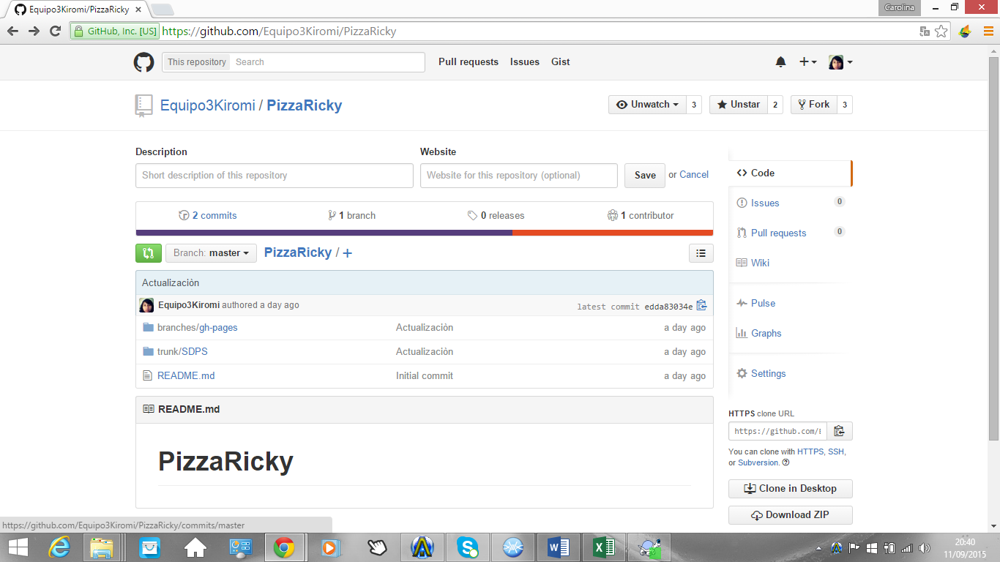 Equipo3Kiromi/PizzaRicky
Carolina
GitHub, Inc. [US] https://github.com/Equipo3Kiromi/PizzaRicky
This repository Search Pull requests Issues Gist
Equipo3Kiromi / PizzaRicky Unwatch 3 Unstar 2 Fork 3
Description Website
Short description of this repository Website for this repository (optional) Save or Cancel
Code
Issues 0
Pull requests 0
Wiki
Pulse
Graphs
Settings
2 commits 1 branch 0 releases 1 contributor
Branch: master PizzaRicky / +
Actualizaciòn
Equipo3Kiromi authored a day ago latest commit edda83034e
branches/gh-pages Actualizaciòn a day ago
trunk/SDPS Actualizaciòn a day ago
README.md Initial commit a day ago
README.md
PizzaRicky
HTTPS clone URL
https://github.com/E
You can clone with HTTPS, SSH,
or Subversion.
Clone in Desktop
Download ZIP
https://github.com/Equipo3Kiromi/PizzaRicky/commits/master
20:40
11/09/2015